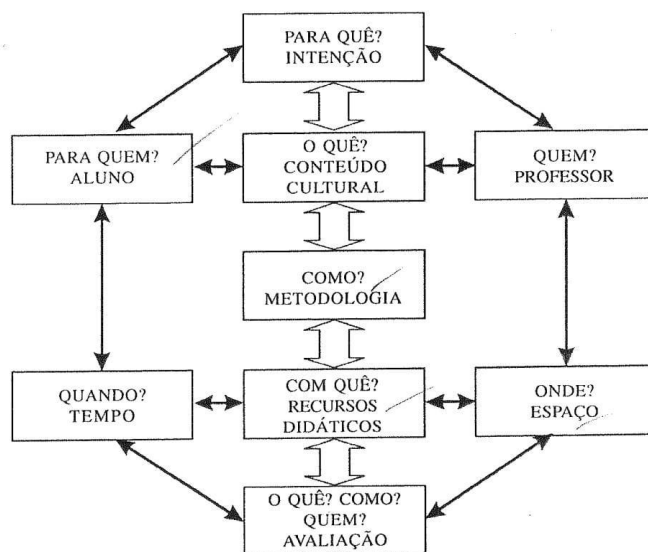 PARA QUÊ?
INTENÇÃO
PARA QUEM?
ALUNO
O QUÊ?
CONTEÚDO
CULTURAL
QUEM?
PROFESSOR
COMO?
METODOLOGIA
QUANDO?
TEMPO
COM QUÊ?
RECURSOS
DIDÁTICOS
ONDE?
ESPAÇO
O QUÊ? COMO?
QUEM?
AVALIAÇÃO